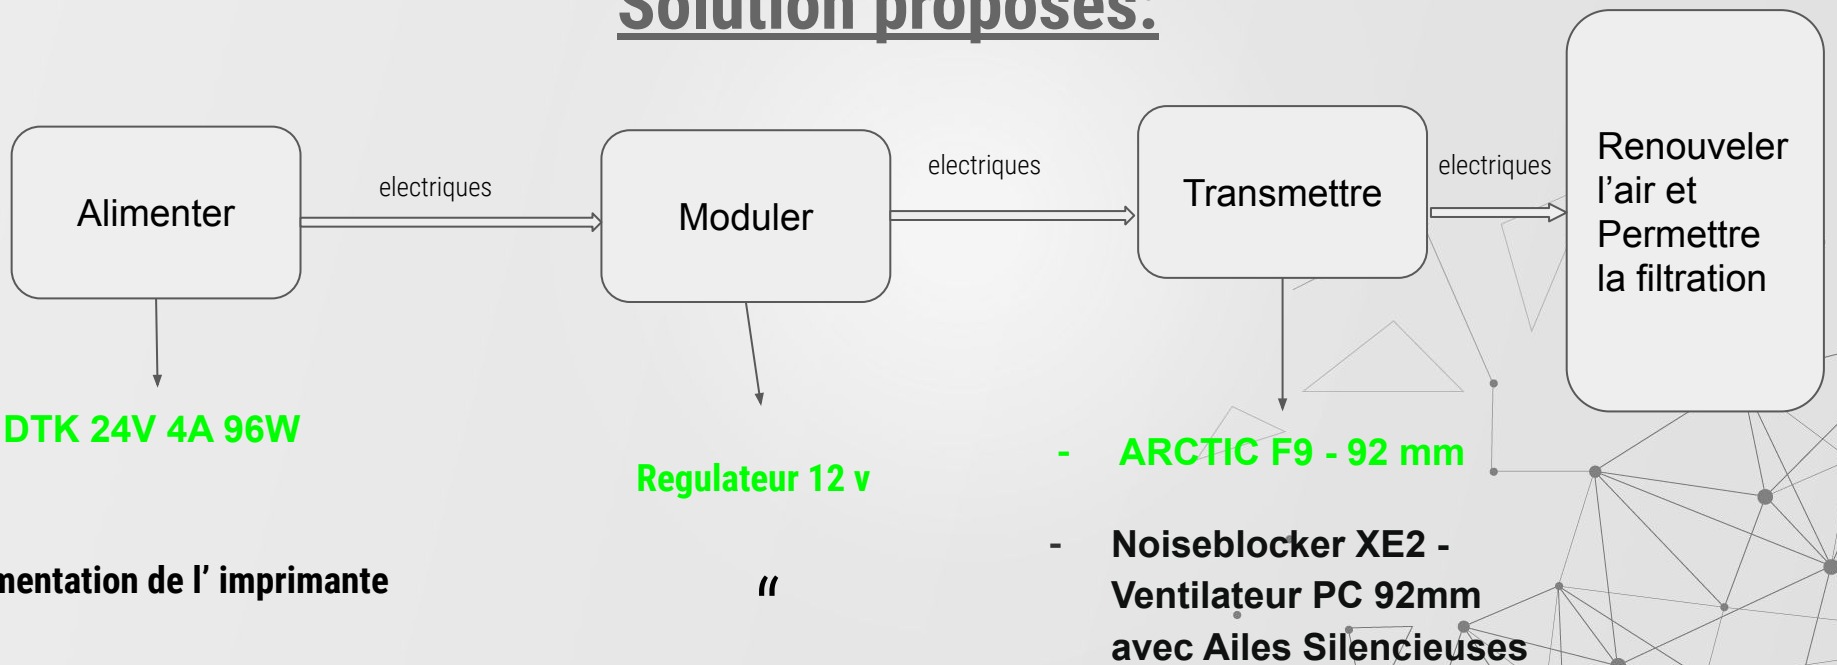 Solution proposés:
Alimenter
electriques
Moduler
electriques
Transmettre
electriques
Renouveler
l’air et
Permettre
la filtration
DTK 24V 4A 96W
Regulateur 12 v
- ARCTIC F9 - 92 mm
mentation de l’ imprimante
“
- Noiseblocker XE2 -
Ventilateur PC 92mm
avec Ailes Silencieuses